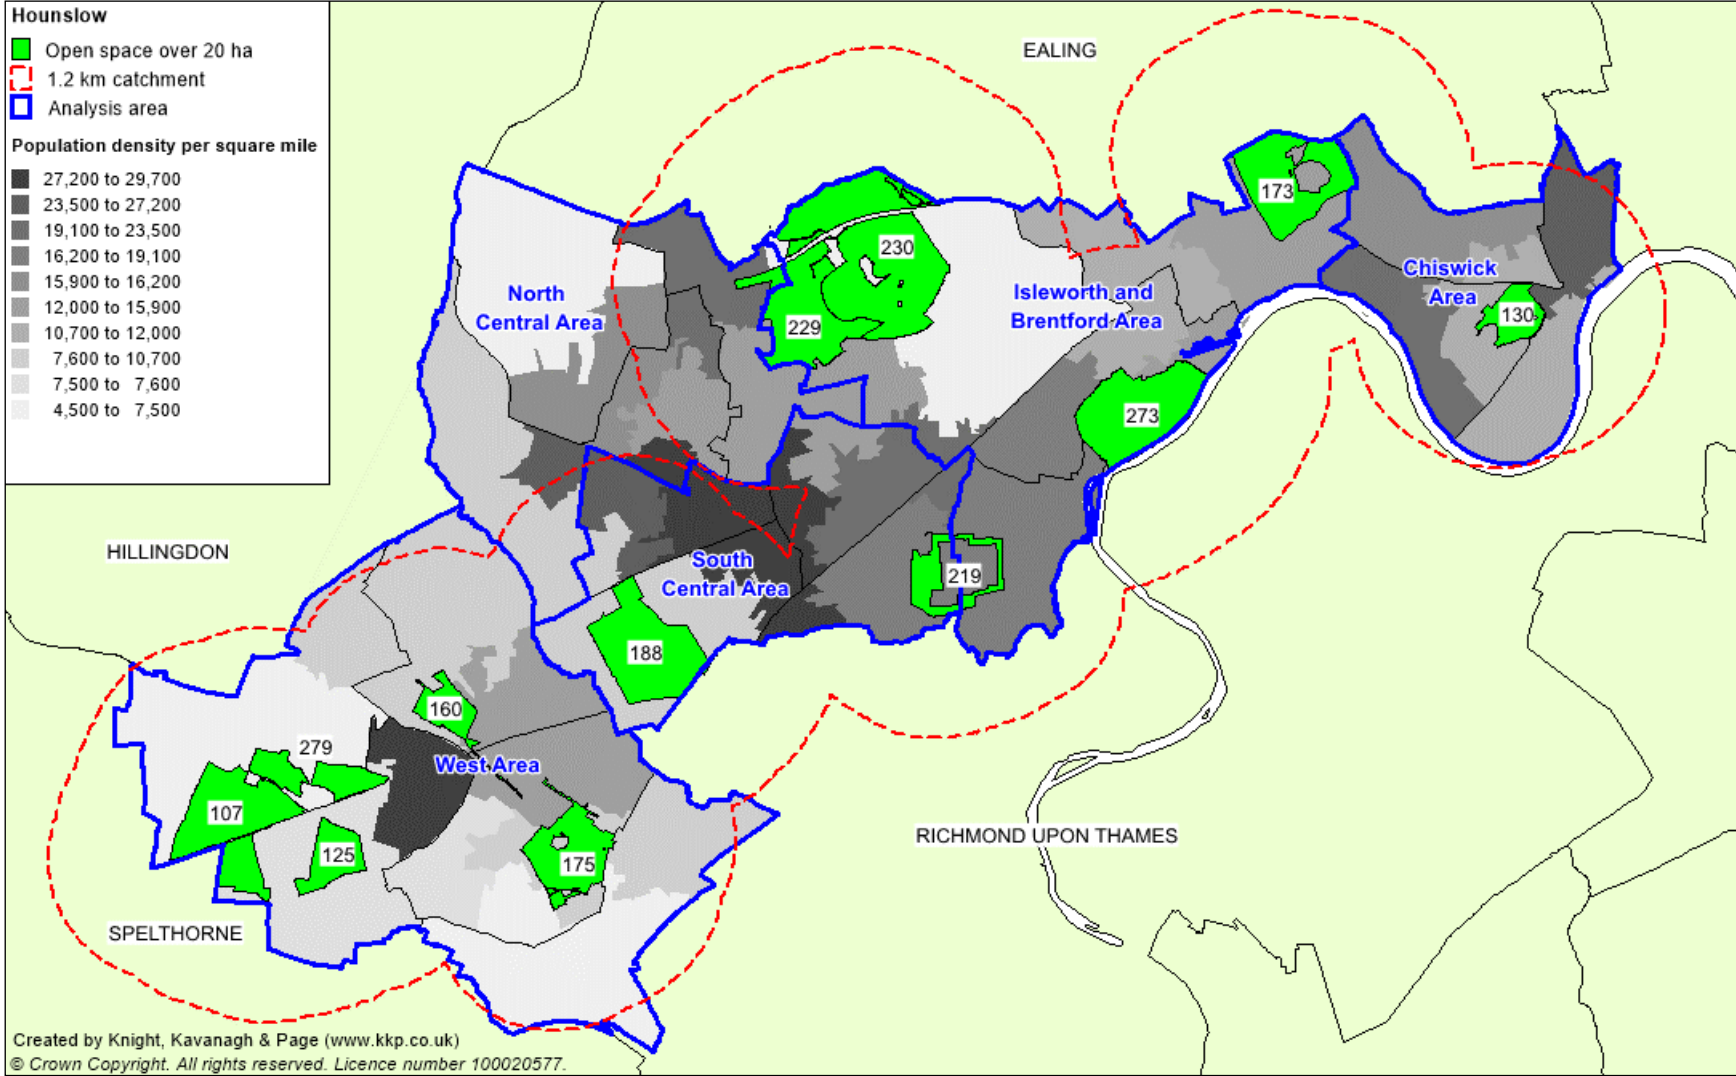 Hounslow
Open space over 20 ha
1.2 km catchment
Analysis area
Population density per square mile
27,200 to 29,700
23,500 to 27,200
19,100 to 23,500
16,200 to 19,100
15,900 to 16,200
12,000 to 15,900
10,700 to 12,000
7,600 to 10,700
7,500 to 7,600
4,500 to 7,500
EALING
173
230
Chiswick
Area
North
Central Area
Isleworth and
Brentford Area
229
130
273
HILLINGDON
South
Central Area
219
188
160
279
West Area
107
RICHMOND UPON THAMES
125
175
SPELTHORNE
Created by Knight, Kavanagh & Page (www.kkp.co.uk)
© Crown Copyright. All rights reserved. Licence number 100020577.